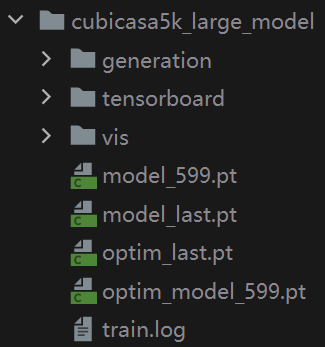 cubicasa5k_large_model
generation
tensorboard
vis
C model_599.pt
C model_last.pt
C optim_last.pt
C optim_model_599.pt
train.log